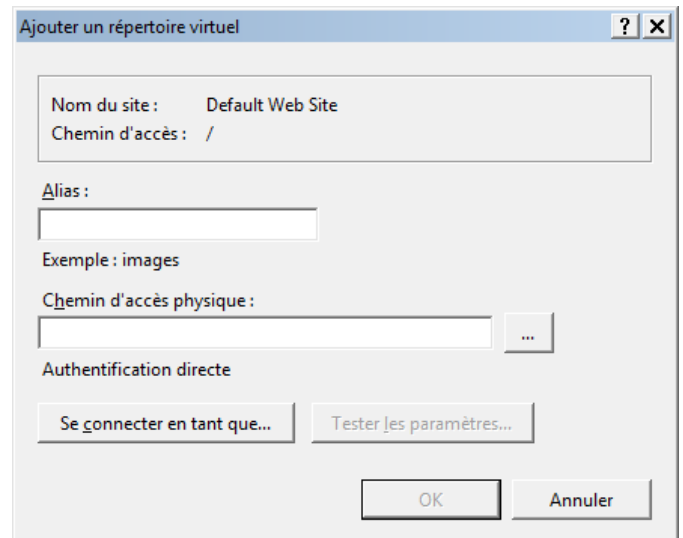 Ajouter un répertoire virtuel
Nom du site : Default Web Site
Chemin d'accès : /
Alias :
Exemple : images
Chemin d'accès physique :
...
Authentification directe
Se connecter en tant que... Tester les paramètres...
OK Annuler